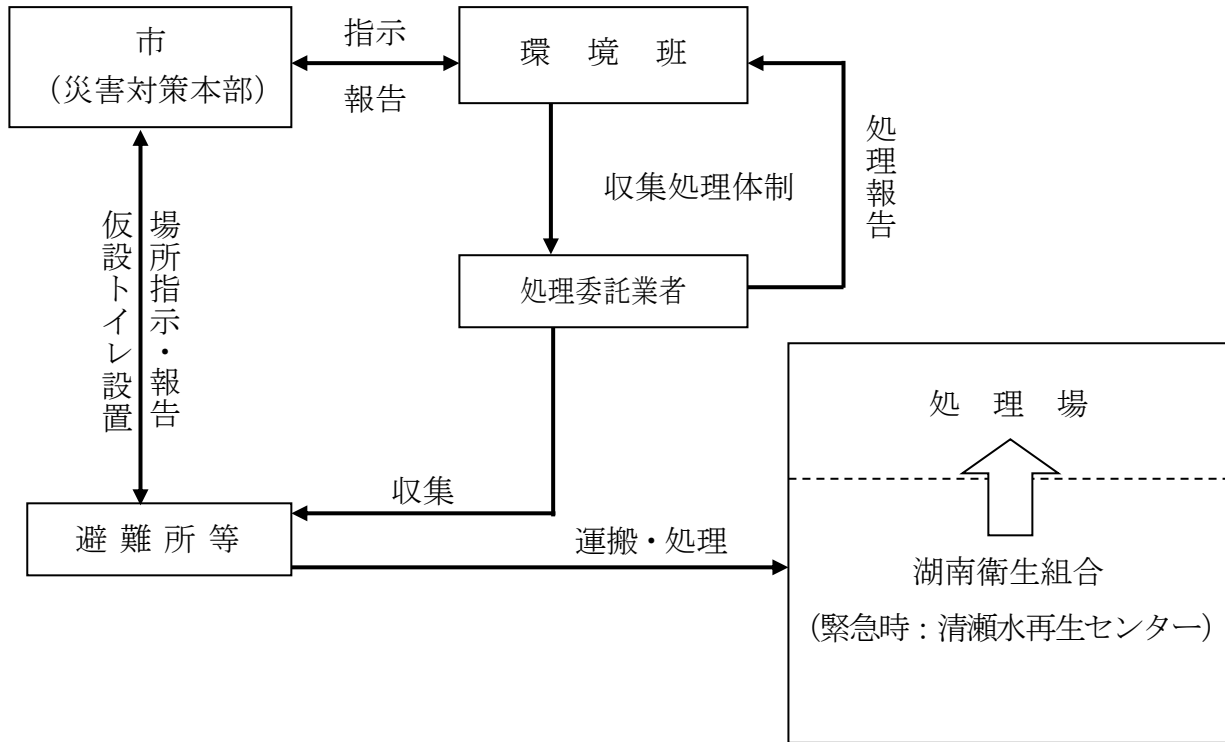 市
（災害対策本部）
指示
報告
環　境　班
収集処理体制
処理報告
処理委託業者
場所指示・報告
仮設トイレ設置
収集
避難所等
運搬・処理
処　理　場
湖南衛生組合
（緊急時：清瀬水再生センター）